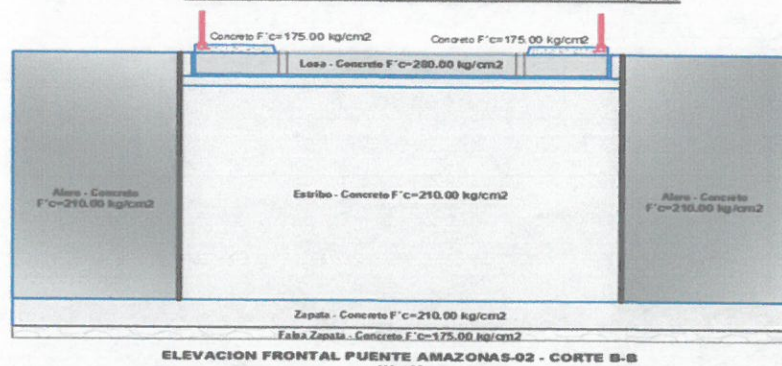 Concreto F´c=175.00 kg/cm2
Concreto F´c=175.00 kg/cm2
Losa - Concreto F´c=280.00 kg/cm2
Alero - Concreto
F´c=210.00 kg/cm2
Estribo - Concreto F´c=210.00 kg/cm2
Alero - Concreto
F´c=210.00 kg/cm2
Zapata - Concreto F´c=210.00 kg/cm2
Falsa Zapata - Concreto F´c=175.00 kg/cm2
ELEVACION FRONTAL PUENTE AMAZONAS-02 - CORTE B-B